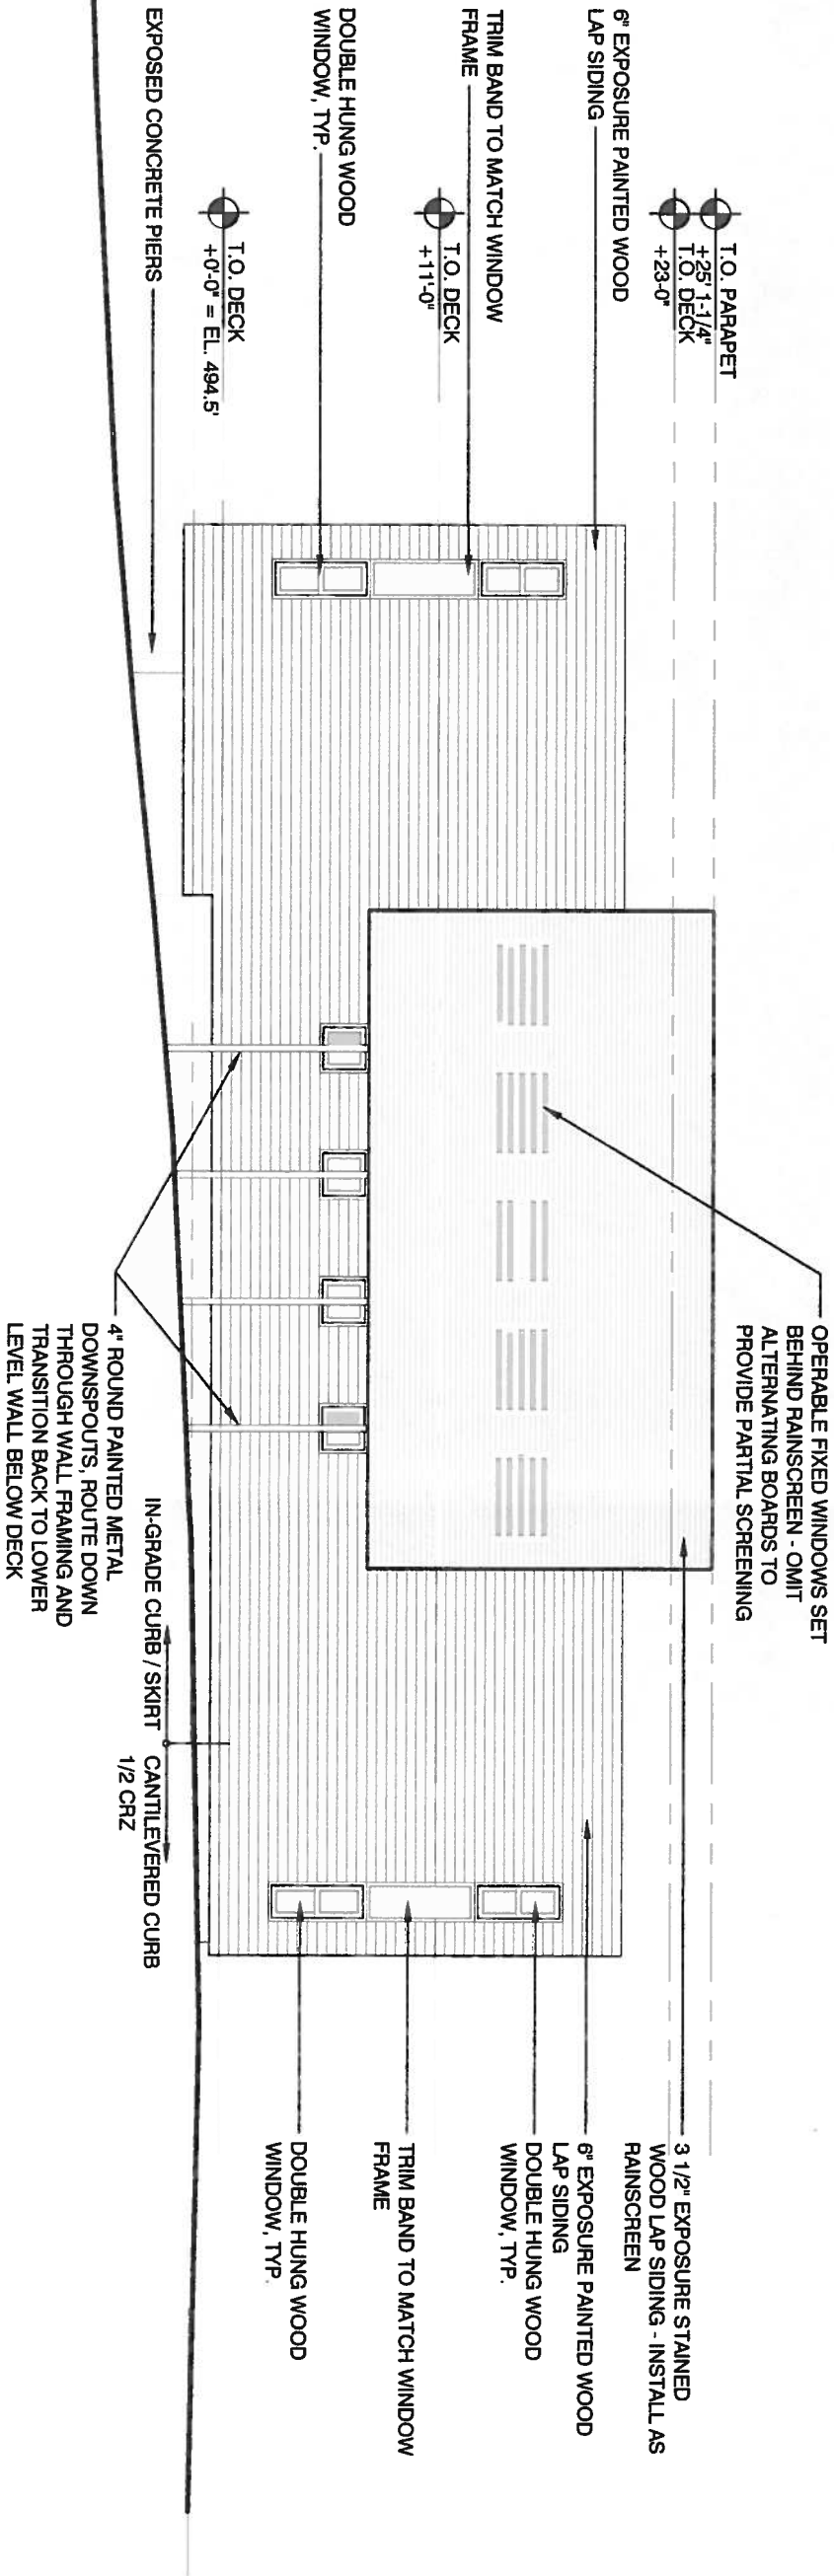 OPERABLE FIXED WINDOWS SET
BEHIND RAINSCREEN - OMIT
ALTERNATING BOARDS TO
PROVIDE PARTIAL SCREENING
T.O. PARAPET
+25' 1-1/4"
T.O. DECK
+23-0"
6" EXPOSURE PAINTED WOOD
LAP SIDING
TRIM BAND TO MATCH WINDOW
FRAME
T.O. DECK
+11'-0"
DOUBLE HUNG WOOD
WINDOW, TYP.
T.O. DECK
+0'-0" = EL. 494.5'
EXPOSED CONCRETE PIERS
3 1/2" EXPOSURE STAINED
WOOD LAP SIDING - INSTALL AS
RAINSCREEN
6" EXPOSURE PAINTED WOOD
LAP SIDING
DOUBLE HUNG WOOD
WINDOW, TYP.
TRIM BAND TO MATCH WINDOW
FRAME
DOUBLE HUNG WOOD
WINDOW, TYP.
IN-GRADE CURB / SKIRT
CANTILEVERED CURB
1/2 CRZ
4" ROUND PAINTED METAL
DOWNSPOUTS, ROUTE DOWN
THROUGH WALL FRAMING AND
TRANSITION BACK TO LOWER
LEVEL WALL BELOW DECK